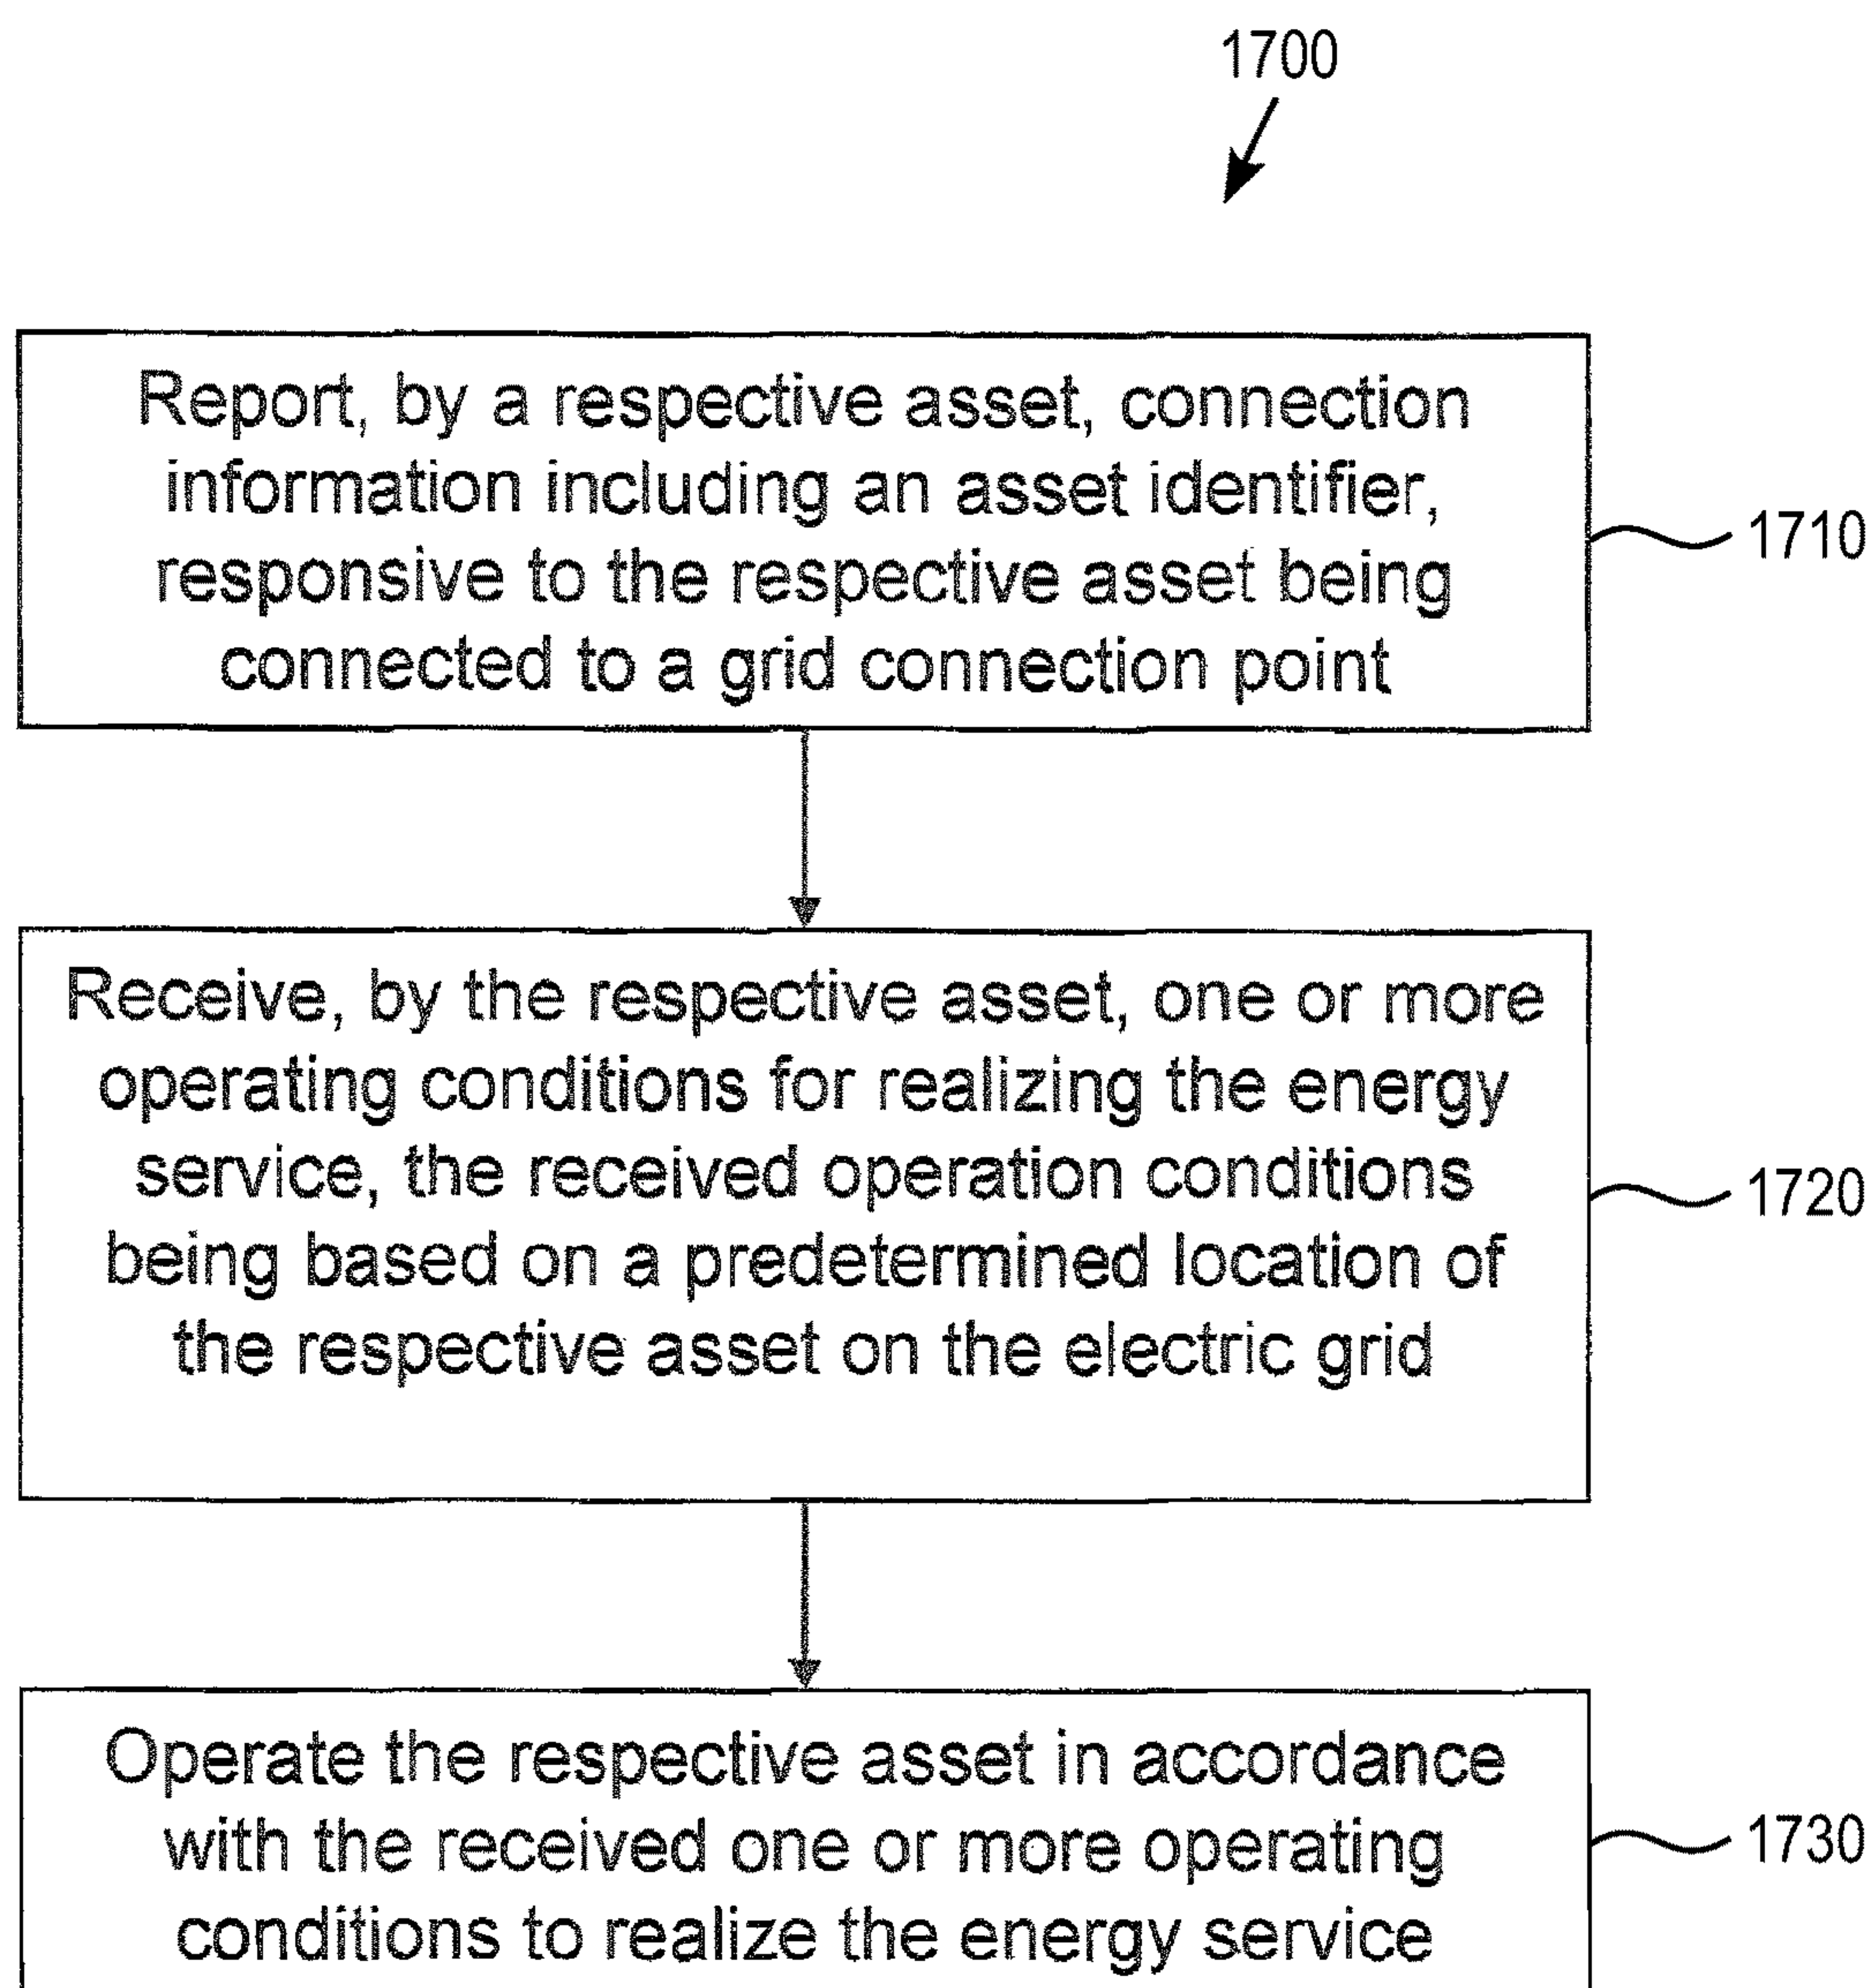 1700
Report, by a respective asset, connection
information including an asset identifier,
responsive to the respective asset being
connected to a grid connection point
1710
Receive, by the respective asset, one or more
operating conditions for realizing the energy
service, the received operation conditions
being based on a predetermined location of
the respective asset on the electric grid
1720
Operate the respective asset in accordance
with the received one or more operating
conditions to realize the energy service
1730